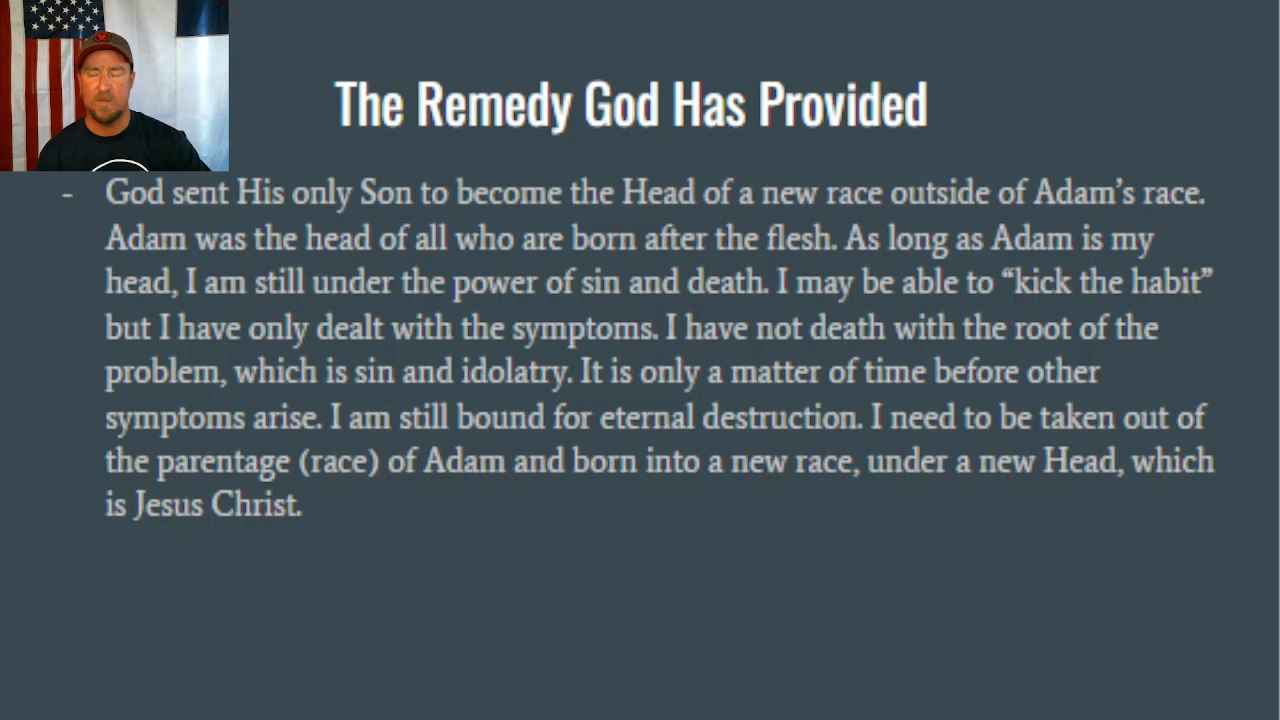 The Remedy God Has Provided
- God sent His only Son to become the Head of a new race outside of Adam’s race.
Adam was the head of all who are born after the flesh. As long as Adam is my
head, I am still under the power of sin and death. I may be able to “kick the habit”
but I have only dealt with the symptoms. I have not death with the root of the
problem, which is sin and idolatry. It is only a matter of time before other
symptoms arise. I am still bound for eternal destruction. I need to be taken out of
the parentage (race) of Adam and born into a new race, under a new Head, which
is Jesus Christ.